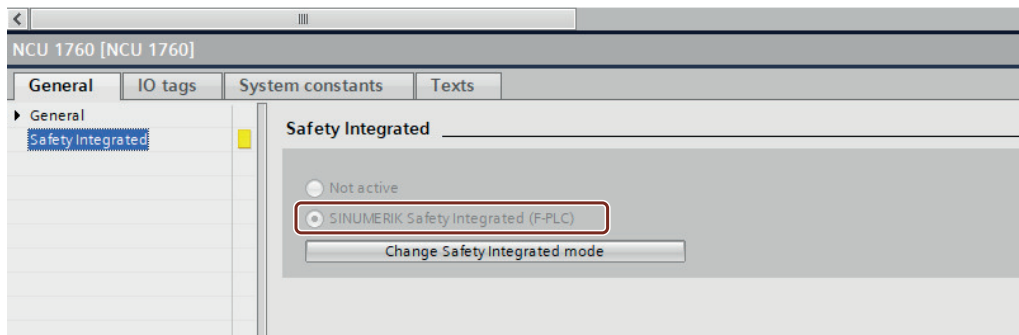 NCU 1760 [NCU 1760]
General IO tags System constants Texts
General
Safety Integrated
Safety Integrated
Not active
SINUMERIK Safety Integrated (F-PLC)
Change Safety Integrated mode